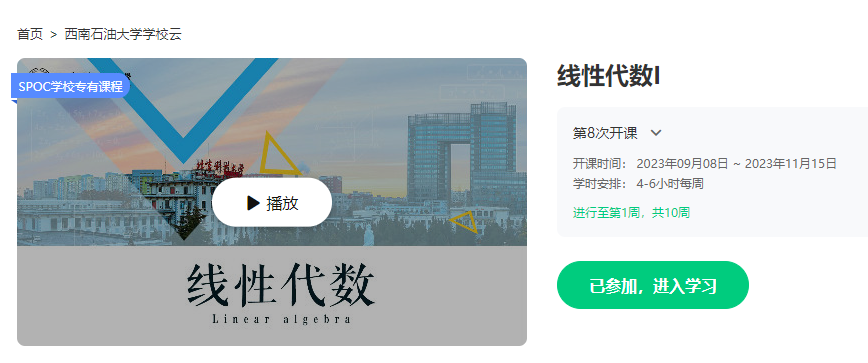 首页 > 西南石油大学学校云
SPOC学校专有课程
播放
线性代数
Linear algebra
线性代数I
第8次开课
开课时间： 2023年09月08日 ~ 2023年11月15日
学时安排： 4-6小时每周
进行至第1周，共10周
已参加，进入学习